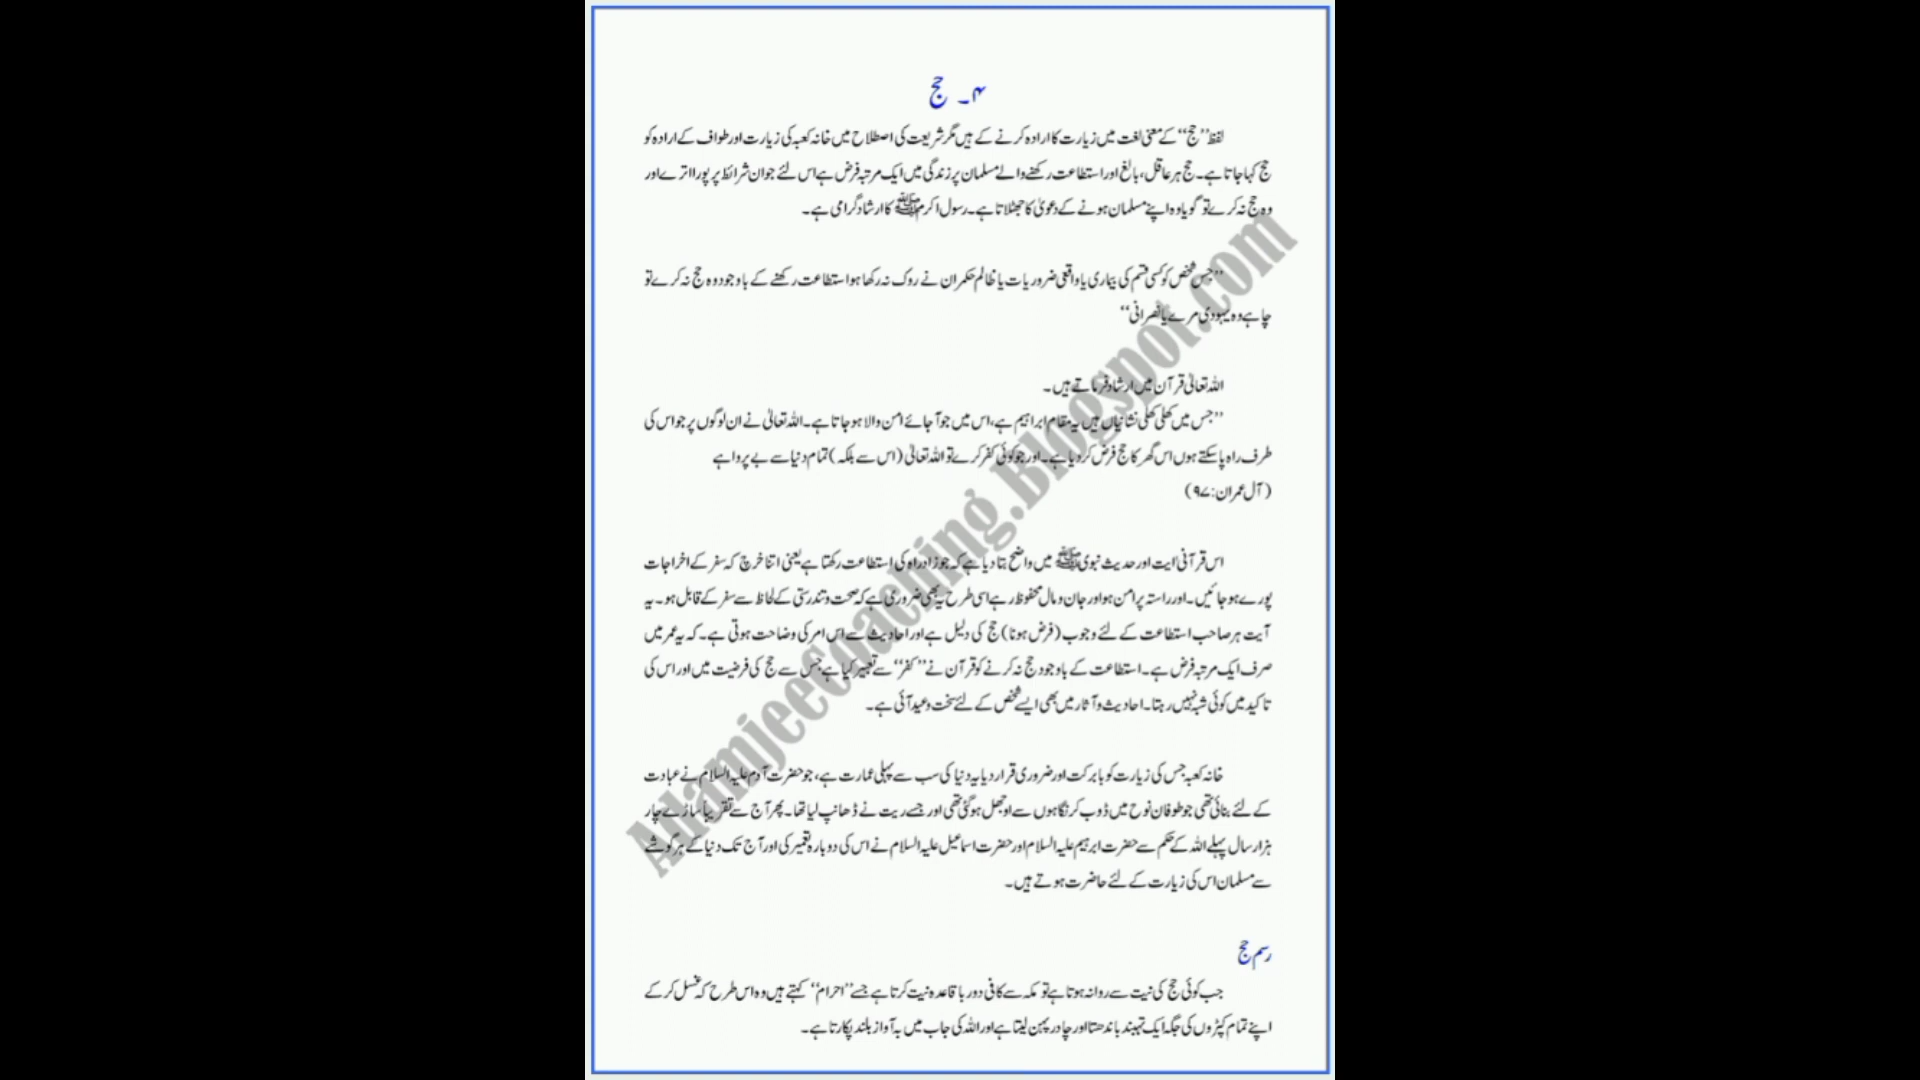 ۴۔ حج
لفظ ’’حج‘‘ کے معنی لغت میں زیارت کا ارادہ کرنے کے ہیں مگر شریعت کی اصطلاح میں خانہ کعبہ کی زیارت اور طواف کے ارادہ کو
حج کہا جاتا ہے۔ حج ہر عاقل، بالغ اور استطاعت رکھنے والے مسلمان پر زندگی میں ایک مرتبہ فرض ہے اس لئے جو ان شرائط پر پورا اترے اور
وہ حج نہ کرے تو گویا وہ اپنے مسلمان ہونے کے دعویٰ کا جھٹلاتا ہے۔ رسول اکرم ﷺ کا ارشاد گرامی ہے۔
’’جس شخص کو کسی قسم کی بیماری یا واقعی ضروریات یا ظالم حکمران نے روک نہ رکھا ہو استطاعت رکھنے کے باوجود وہ حج نہ کرے تو
چاہے وہ یہودی مرے یا نصرانی‘‘
اللہ تعالیٰ قرآن میں ارشاد فرماتے ہیں۔
’’جس میں کھلی کھلی نشانیاں ہیں یہ مقام ابراہیم ہے، اس میں جو آجائے امن والا ہو جاتا ہے۔ اللہ تعالیٰ نے ان لوگوں پر جو اس کی
طرف راہ پا سکتے ہوں اس گھر کا حج فرض کر دیا ہے۔ اور جو کوئی کفر کرے تو اللہ تعالیٰ (اس سے بلکہ) تمام دنیا سے بے پروا ہے
(آل عمران: ۹۷)
اس قرآنی آیت اور حدیث نبوی ﷺ میں واضح بتا دیا ہے کہ جو زاد راہ کی استطاعت رکھتا ہے یعنی اتنا خرچ کہ سفر کے اخراجات
پورے ہو جائیں۔ اور راستہ پر امن ہو اور جان و مال محفوظ رہے اسی طرح یہ بھی ضروری ہے کہ صحت و تندرستی کے لحاظ سے سفر کے قابل ہو۔ یہ
آیت ہر صاحب استطاعت کے لئے وجوب (فرض ہونا) حج کی دلیل ہے اور احادیث سے اس امر کی وضاحت ہوتی ہے۔ کہ یہ عمر میں
صرف ایک مرتبہ فرض ہے۔ استطاعت کے باوجود حج نہ کرنے کو قرآن نے ’’کفر‘‘ سے تعبیر کیا ہے جس سے حج کی فرضیت میں اور اس کی
تاکید میں کوئی شبہ نہیں رہتا۔ احادیث و آثار میں بھی ایسے شخص کے لئے سخت وعید آئی ہے۔
خانہ کعبہ جس کی زیارت کو بابرکت اور ضروری قرار دیا یہ دنیا کی سب سے پہلی عمارت ہے، جو حضرت آدم علیہ السلام نے عبادت
کے لئے بنائی تھی جو طوفان نوح میں ڈوب کر نگاہوں سے اوجھل ہو گئی تھی اور جسے ریت نے ڈھانپ لیا تھا۔ پھر آج سے تقریباً ساڑے چار
ہزار سال پہلے اللہ کے حکم سے حضرت ابرہیم علیہ السلام اور حضرت اسماعیل علیہ السلام نے اس کی دوبارہ تعمیر کی اور آج تک دنیا کے ہر گوشے
سے مسلمان اس کی زیارت کے لئے حاضرت ہوتے ہیں۔
رسم حج
جب کوئی حج کی نیت سے روانہ ہوتا ہے تو مکہ سے کافی دور باقاعدہ نیت کرتا ہے جسے ’’احرام‘‘ کہتے ہیں وہ اس طرح کہ غسل کر کے
اپنے تمام کپڑوں کی جگہ ایک تہبند باندھتا اور چادر پہن لیتا ہے اور اللہ کی جاب میں بہ آواز بلند پکارتا ہے۔
AdamjeeCoaching.Blogspot.com